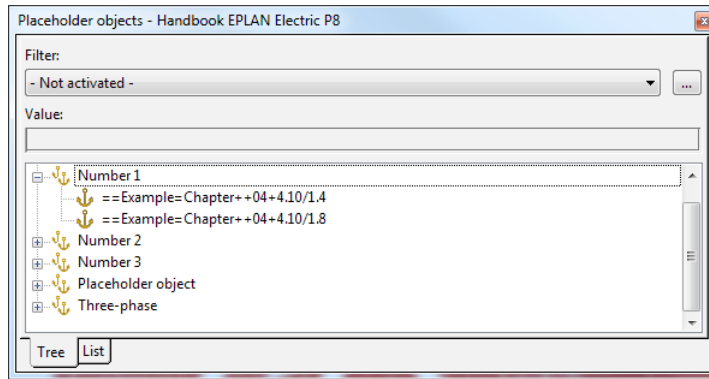 Placeholder objects - Handbook EPLAN Electric P8
Filter:
- Not activated -
...
Value:
Number 1
==Example=Chapter++04+4.10/1.4
==Example=Chapter++04+4.10/1.8
Number 2
Number 3
Placeholder object
Three-phase
Tree List